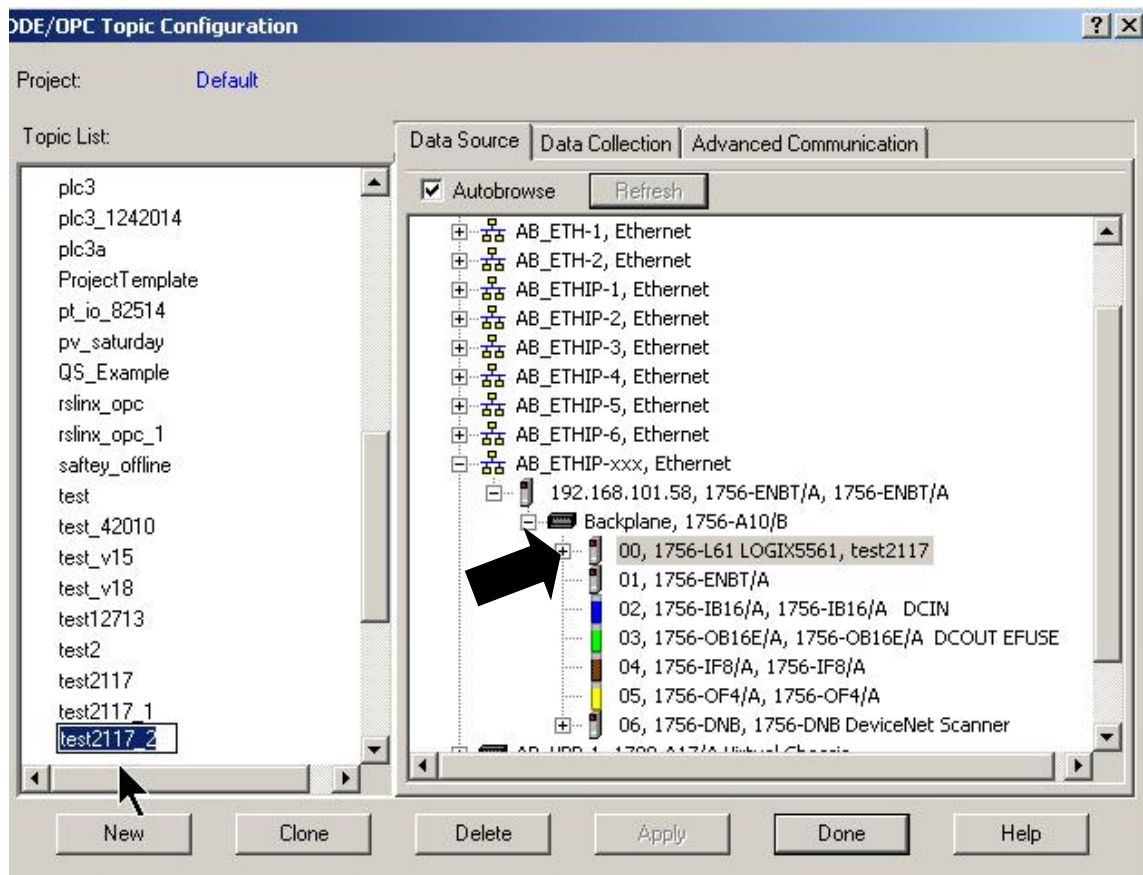 DDE/OPC Topic Configuration
Project: Default
Topic List:
plc3
plc3_1242014
plc3a
ProjectTemplate
pt_io_82514
pv_saturday
QS_Example
rslinx_opc
rslinx_opc_1
saftey_offline
test
test_42010
test_v15
test_v18
test12713
test2
test2117
test2117_1
test2117_2
Data Source
Data Collection
Advanced Communication
Autobrowse
Refresh
AB_ETH-1, Ethernet
AB_ETH-2, Ethernet
AB_ETHIP-1, Ethernet
AB_ETHIP-2, Ethernet
AB_ETHIP-3, Ethernet
AB_ETHIP-4, Ethernet
AB_ETHIP-5, Ethernet
AB_ETHIP-6, Ethernet
AB_ETHIP-xxx, Ethernet
192.168.101.58, 1756-ENBT/A, 1756-ENBT/A
Backplane, 1756-A10/B
00, 1756-L61 LOGIX5561, test2117
01, 1756-ENBT/A
02, 1756-IB16/A, 1756-IB16/A DCIN
03, 1756-OB16E/A, 1756-OB16E/A DCOUT EFUSE
04, 1756-IF8/A, 1756-IF8/A
05, 1756-OF4/A, 1756-OF4/A
06, 1756-DNB, 1756-DNB DeviceNet Scanner
New
Clone
Delete
Apply
Done
Help